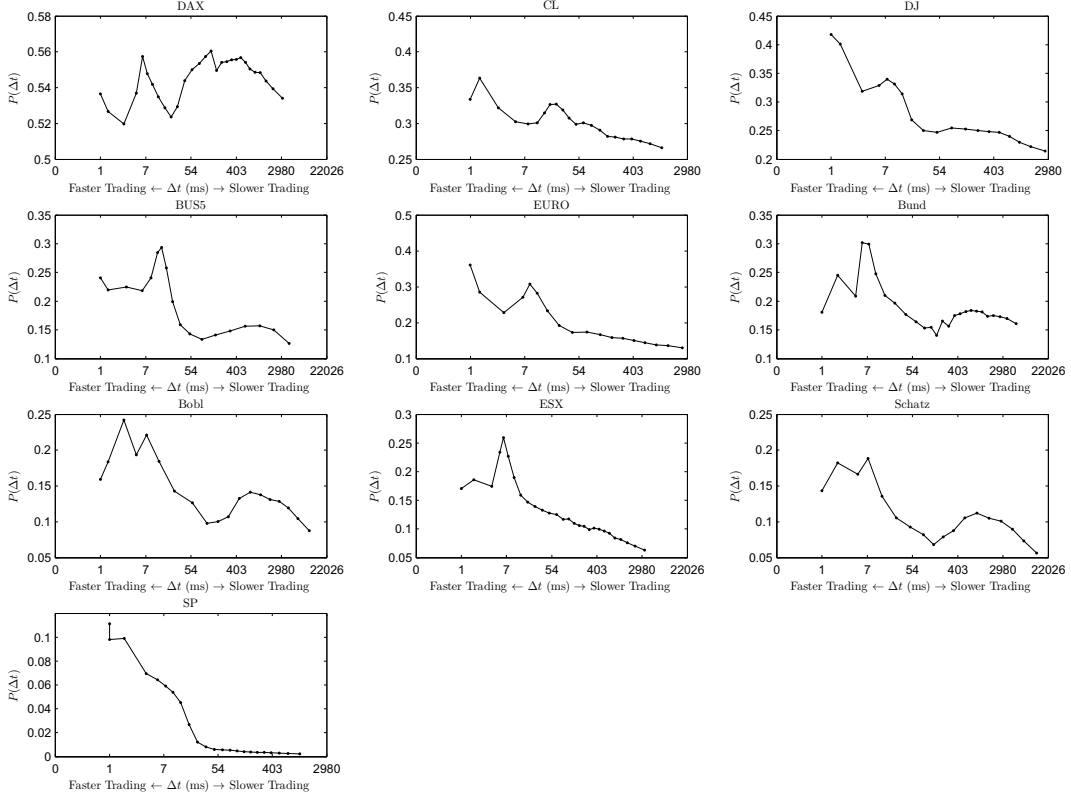 DAX
0.58
0.56
0.54
0.52
0.5
P(Δt)
0 1 7 54 403 2980 22026
Faster Trading ← Δt (ms) → Slower Trading
CL
0.45
0.4
0.35
0.3
0.25
P(Δt)
0 1 7 54 403 2980
Faster Trading ← Δt (ms) → Slower Trading
DJ
0.45
0.4
0.35
0.3
0.25
0.2
P(Δt)
0 1 7 54 403 2980
Faster Trading ← Δt (ms) → Slower Trading
BUS5
0.35
0.3
0.25
0.2
0.15
0.1
P(Δt)
0 1 7 54 403 2980 22026
Faster Trading ← Δt (ms) → Slower Trading
EURO
0.5
0.4
0.3
0.2
0.1
P(Δt)
0 1 7 54 403 2980
Faster Trading ← Δt (ms) → Slower Trading
Bund
0.35
0.3
0.25
0.2
0.15
0.1
P(Δt)
0 1 7 54 403 2980 22026
Faster Trading ← Δt (ms) → Slower Trading
Bobl
0.25
0.2
0.15
0.1
0.05
P(Δt)
0 1 7 54 403 2980 22026
Faster Trading ← Δt (ms) → Slower Trading
ESX
0.3
0.25
0.2
0.15
0.1
0.05
P(Δt)
0 1 7 54 403 2980 22026
Faster Trading ← Δt (ms) → Slower Trading
Schatz
0.25
0.2
0.15
0.1
0.05
P(Δt)
0 1 7 54 403 2980 22026
Faster Trading ← Δt (ms) → Slower Trading
SP
0.1
0.08
0.06
0.04
0.02
0
P(Δt)
0 1 7 54 403 2980
Faster Trading ← Δt (ms) → Slower Trading